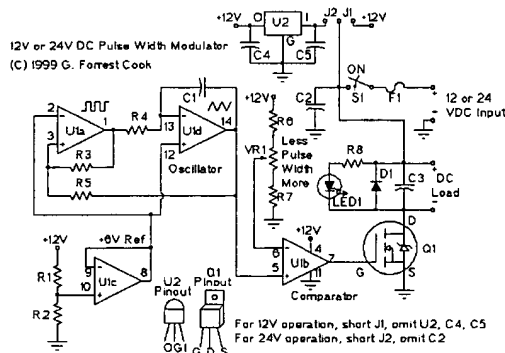 +12V
O
U2
I
J2
J1
+12V
G
C4
C5
12V or 24V DC Pulse Width Modulator
(C) 1999 G. Forrest Cook
C1
C2
ON
S1
F1
+
-
12 or 24
VDC Input
2
3
U1a
1
R4
13
12
U1d
14
Oscillator
R3
R5
+12V
R6
VR1
Less
Pulse
Width
More
R7
R8
D1
LED1
C3
+
-
DC
Load
+6V Ref
+12V
R1
R2
9
10
U1c
8
U2
Pinout
OGI
Q1
Pinout
G D S
+12V
6
5
4
U1b
11
7
Comparator
G
D
S
Q1
For 12V operation, short J1, omit U2, C4, C5
For 24V operation, short J2, omit C2